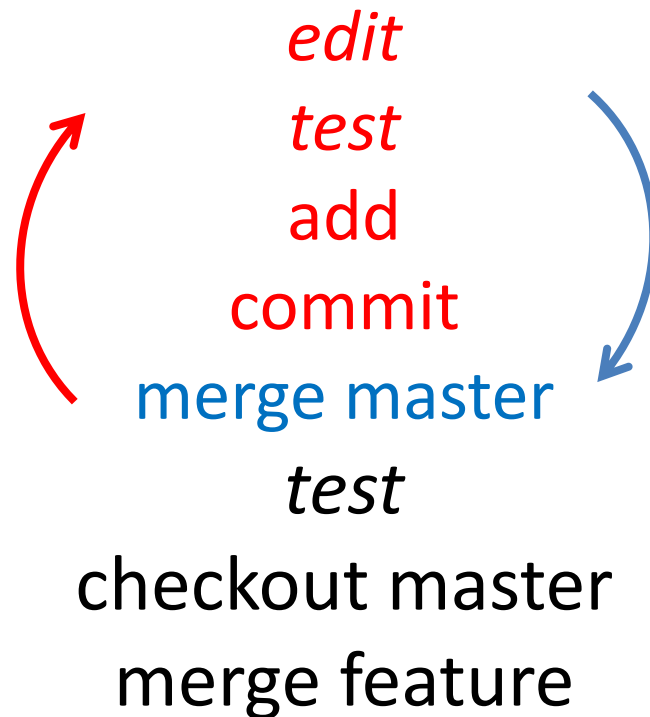 edit
test
add
commit
merge master
test
checkout master
merge feature